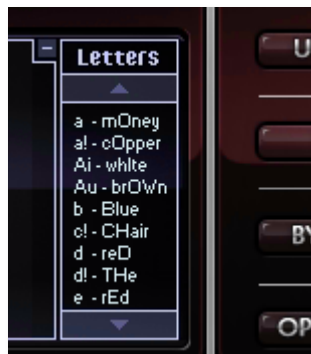 Letters
a - mOney
a! - cOpper
Ai - whIte
Au - brOWn
b - Blue
c! - CHair
d - reD
d! - THe
e - rEd
U
BY
OP